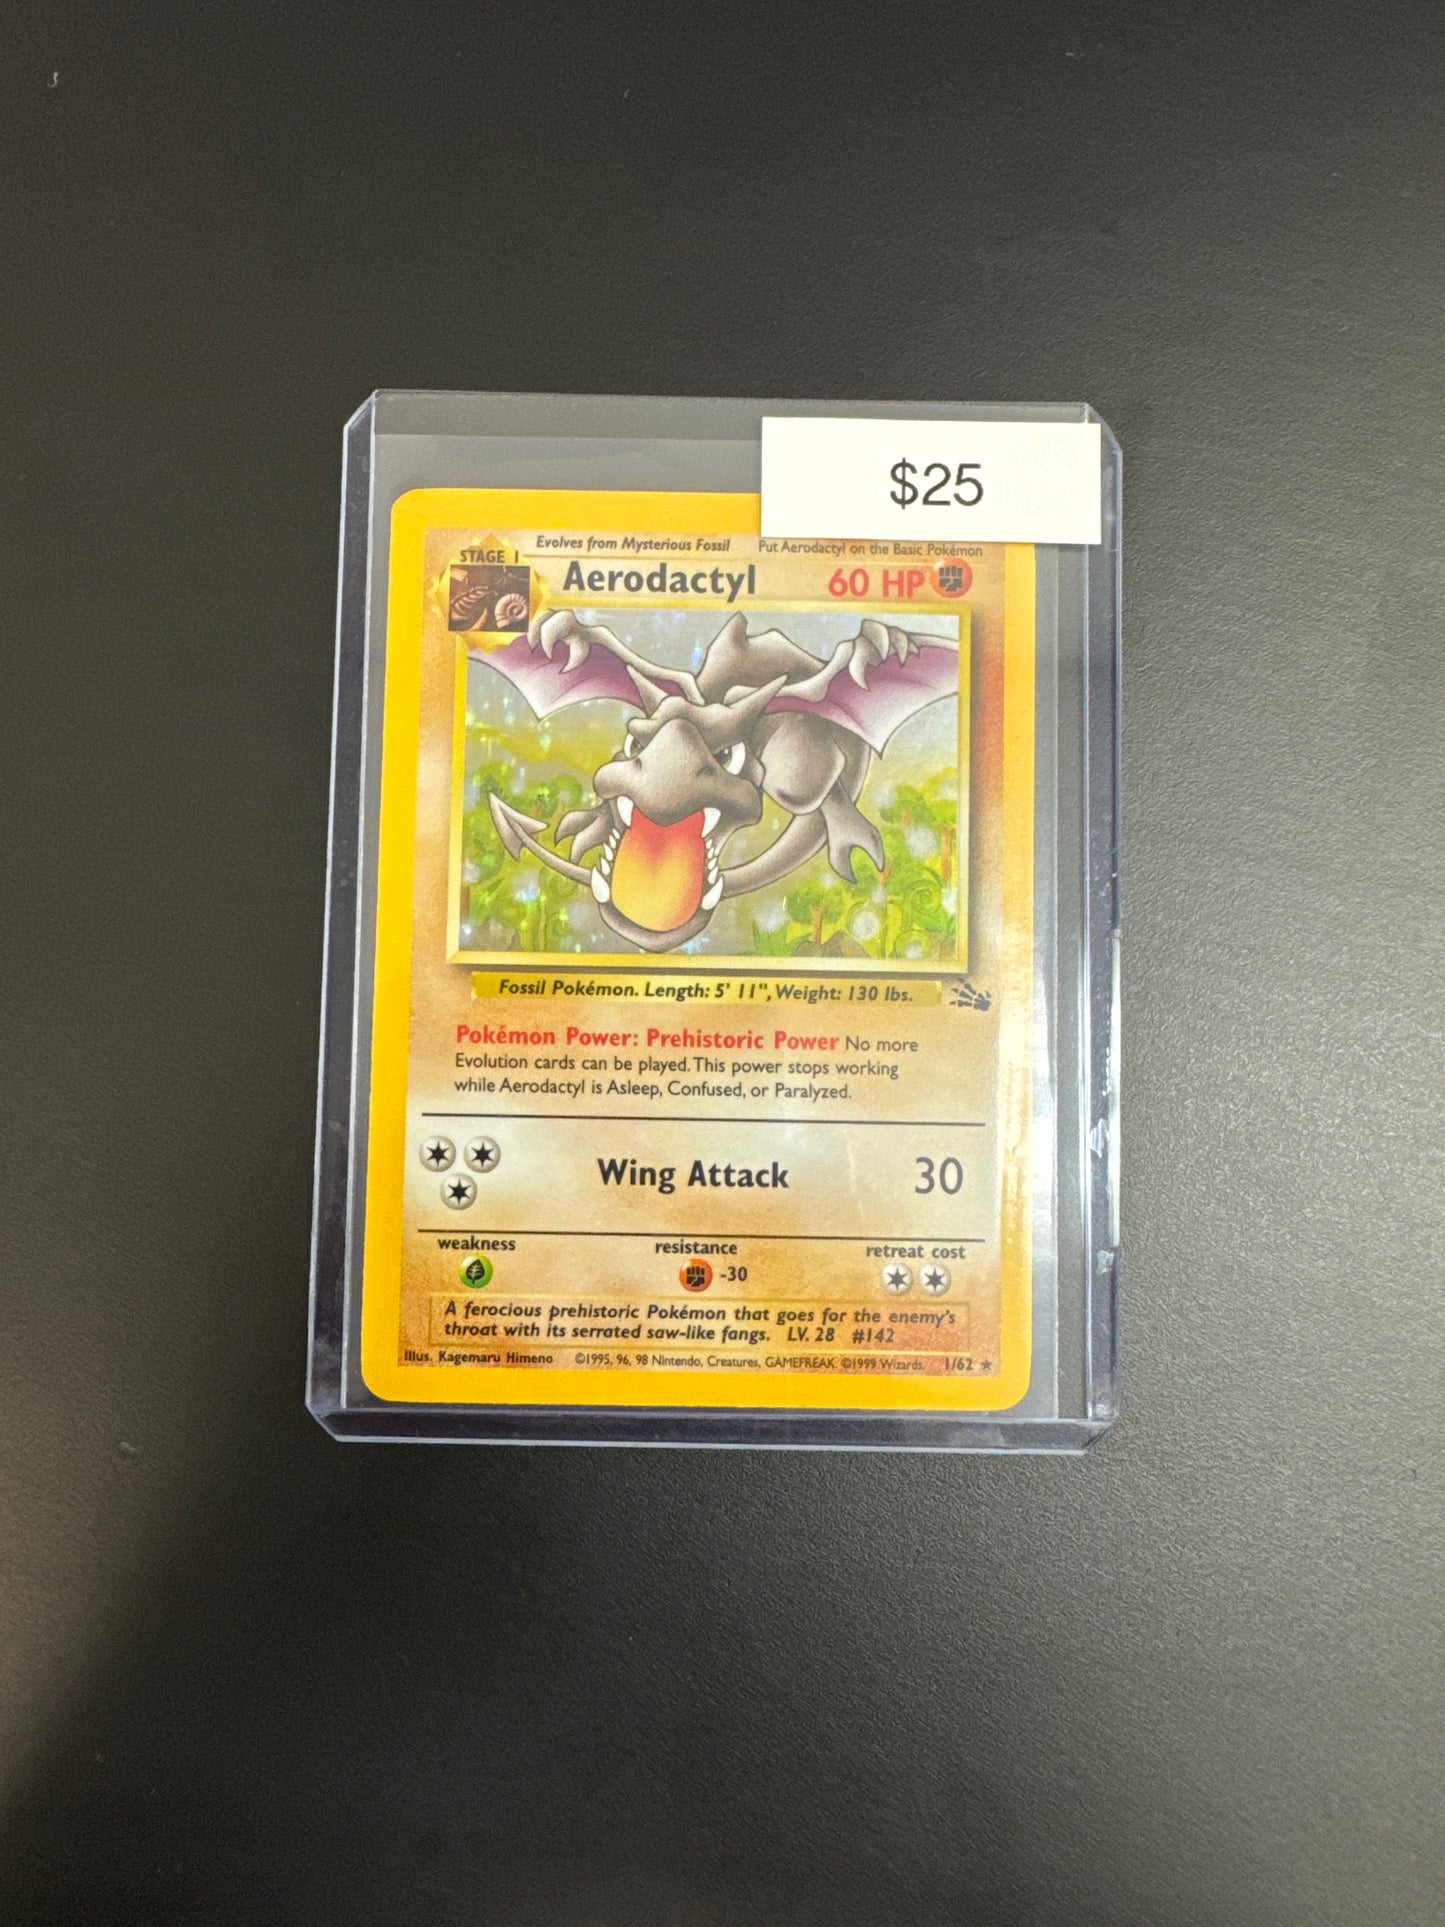 $25
Evolves from Mysterious Fossil
Put Aerodactyl on the Basic Pokémon
STAGE 1
Aerodactyl
60 HP
Fossil Pokémon. Length: 5' 11", Weight: 130 lbs.
Pokémon Power: Prehistoric Power No more
Evolution cards can be played. This power stops working
while Aerodactyl is Asleep, Confused, or Paralyzed.
Wing Attack 30
weakness resistance retreat cost
-30
A ferocious prehistoric Pokémon that goes for the enemy's
throat with its serrated saw-like fangs. LV. 28 #142
Illus. Kagemaru Himeno ©1995, 96, 98 Nintendo, Creatures, GAMEFREAK. ©1999 Wizards. 1/62 ★